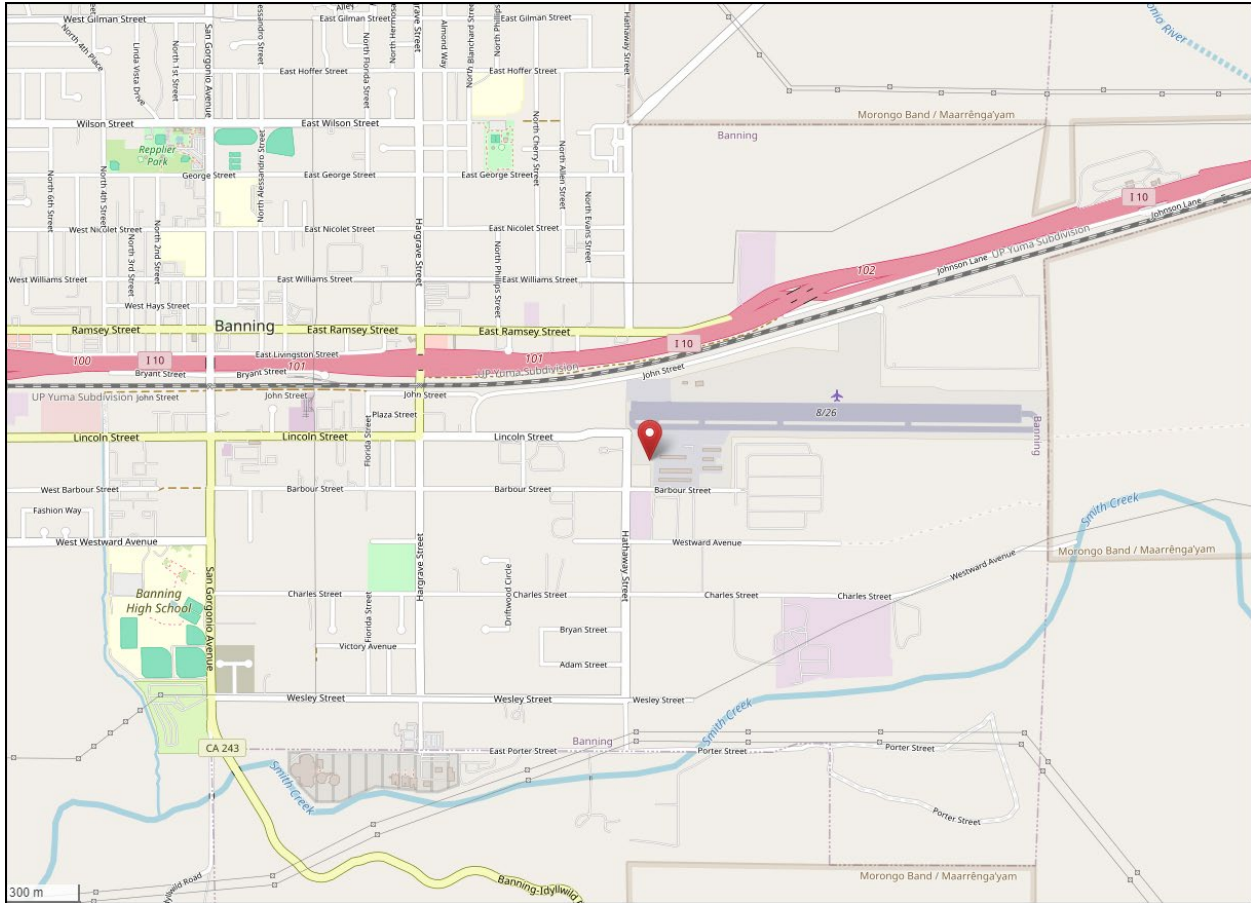 West Gilman Street
East Gilman Street
East Gilman Street
North 4th Place
Linda Vista Drive
North 1st Street
San Gorgonio Avenue
North Florida Street
North Hermosa
Hargrave Street
Almond Way
North Blanchard Street
Hathaway Street
East Hoffer Street
East Hoffer Street
Wilson Street
East Wilson Street
Morongo Band / Maarrênga'yam
Banning
Repplier
Park
North Alessandro Street
North Cherry Street
North Allen Street
George Street
East George Street
East George Street
North 6th Street
North 4th Street
North 3rd Street
North 2nd Street
North Evans Street
I 10
Johnson Lane
West Nicolet Street
East Nicolet Street
East Nicolet Street
Hargrave Street
North Phillips Street
UP Yuma Subdivision
Johnson Lane
102
West Williams Street
East Williams Street
East Williams Street
West Hays Street
Ramsey Street
Banning
East Ramsey Street
East Ramsey Street
100
I 10
East Livingston Street
101
101
I 10
Bryant Street
Bryant Street
UP Yuma Subdivision
John Street
UP Yuma Subdivision
John Street
John Street
John Street
Plaza Street
8/26
Banning
Lincoln Street
Lincoln Street
Lincoln Street
Florida Street
West Barbour Street
Barbour Street
Barbour Street
Barbour Street
Fashion Way
Smith Creek
West Westward Avenue
Westward Avenue
Westward Avenue
Morongo Band / Maarrênga'yam
Hargrave Street
Hathaway Street
San Gorgonio Avenue
Banning
High School
Charles Street
Charles Street
Charles Street
Charles Street
Florida Street
Driftwood Circle
Bryan Street
Victory Avenue
Adam Street
Wesley Street
Wesley Street
Wesley Street
Smith Creek
CA 243
Banning
East Porter Street
Porter Street
Porter Street
Smith Creek
Porter Street
Banning-Idyllwild
Morongo Band / Maarrênga'yam
300 m